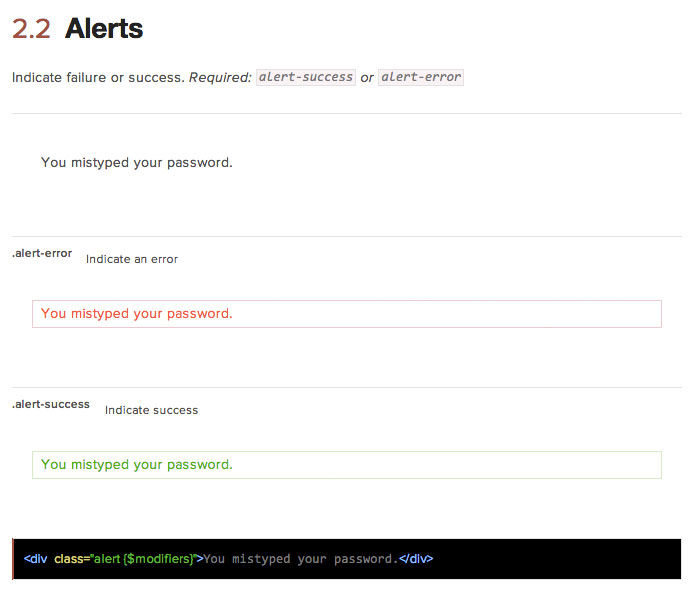 2.2 Alerts
Indicate failure or success. Required: alert-success or alert-error
You mistyped your password.
.alert-error Indicate an error
You mistyped your password.
.alert-success Indicate success
You mistyped your password.
<div class="alert {$modifiers}">You mistyped your password.</div>